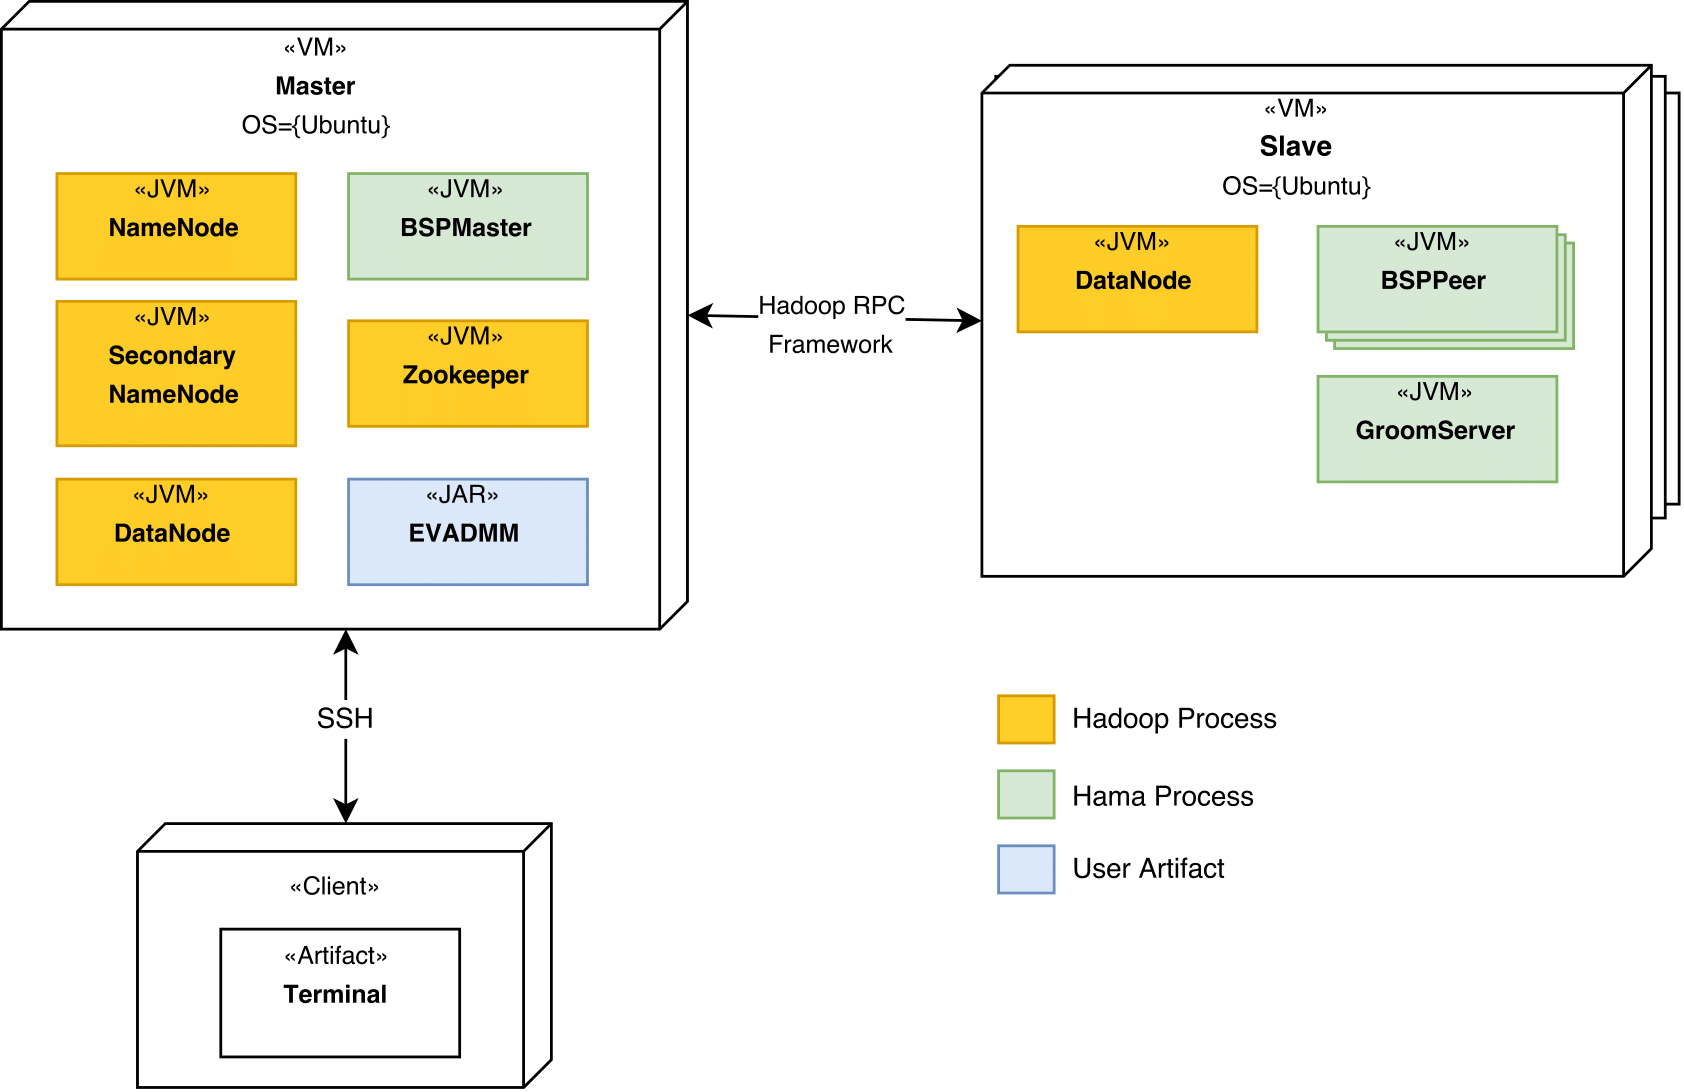 «VM»
Master
OS={Ubuntu}
«JVM»
NameNode
«JVM»
BSPMaster
«JVM»
Secondary
NameNode
«JVM»
Zookeeper
«JVM»
DataNode
«JAR»
EVADMM
Hadoop RPC
Framework
«VM»
Slave
OS={Ubuntu}
«JVM»
DataNode
«JVM»
BSPPeer
«JVM»
GroomServer
SSH
«Client»
«Artifact»
Terminal
Hadoop Process
Hama Process
User Artifact